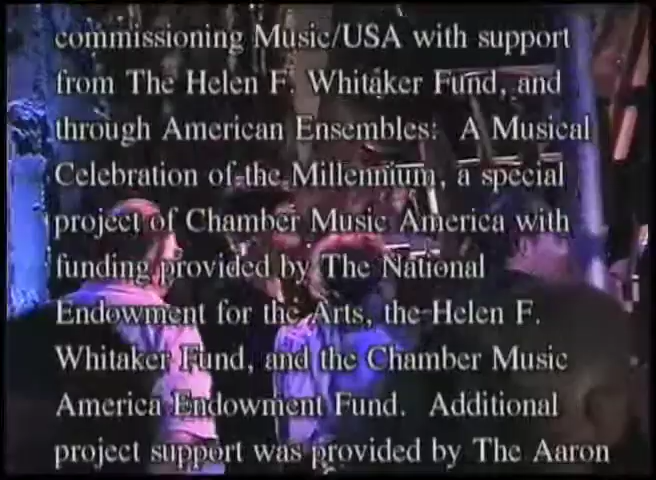 commissioning Music/USA with support
from The Helen F. Whitaker Fund, and
through American Ensembles:  A Musical
Celebration of the Millennium, a special
project of Chamber Music America with
funding provided by The National
Endowment for the Arts, the Helen F.
Whitaker Fund, and the Chamber Music
America Endowment Fund.  Additional
project support was provided by The Aaron